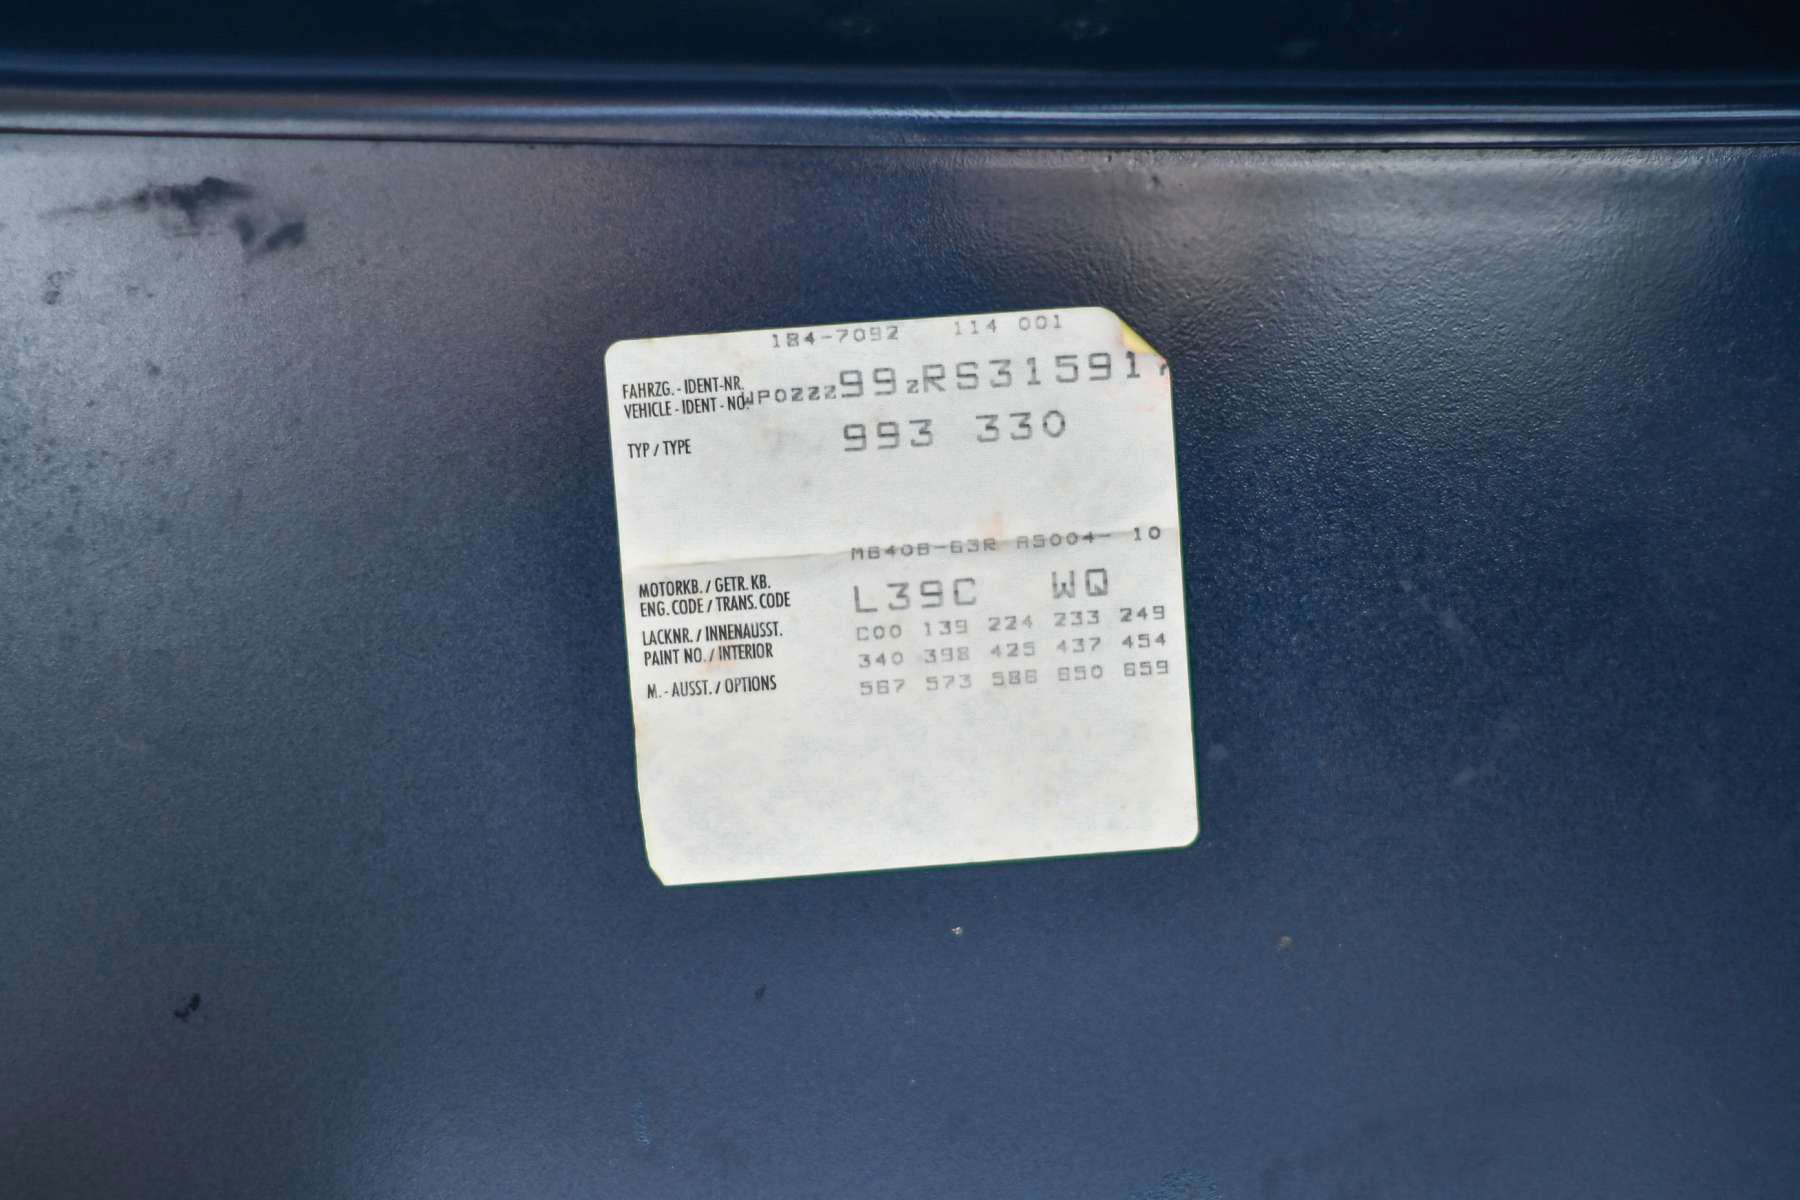 184-7092 114 001
FAHRZG. - IDENT-NR.
VEHICLE - IDENT - NO. WP0ZZZ99ZRS31591
TYP / TYPE 993 330
M6408-63R AS004- 10
MOTORKB. / GETR. KB.
ENG. CODE / TRANS. CODE
L39C WQ
LACKNR. / INNENAUSST.
C00 139 224 233 249
PAINT NO. / INTERIOR
340 398 425 437 454
M. - AUSST. / OPTIONS 567 573 586 650 659